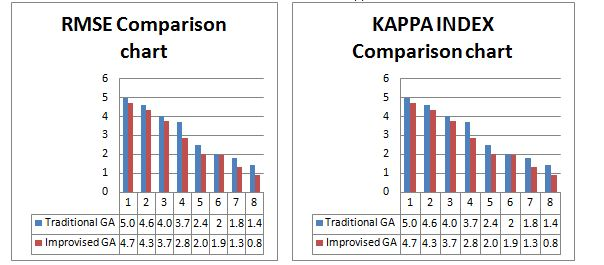 RMSE Comparison
chart
6
5
4
3
2
1
0
1 2 3 4 5 6 7 8
Traditional GA 5.0 4.6 4.0 3.7 2.4 2 1.8 1.4
Improvised GA 4.7 4.3 3.7 2.8 2.0 1.9 1.3 0.8
KAPPA INDEX
Comparison chart
6
5
4
3
2
1
0
1 2 3 4 5 6 7 8
Traditional GA 5.0 4.6 4.0 3.7 2.4 2 1.8 1.4
Improvised GA 4.7 4.3 3.7 2.8 2.0 1.9 1.3 0.8